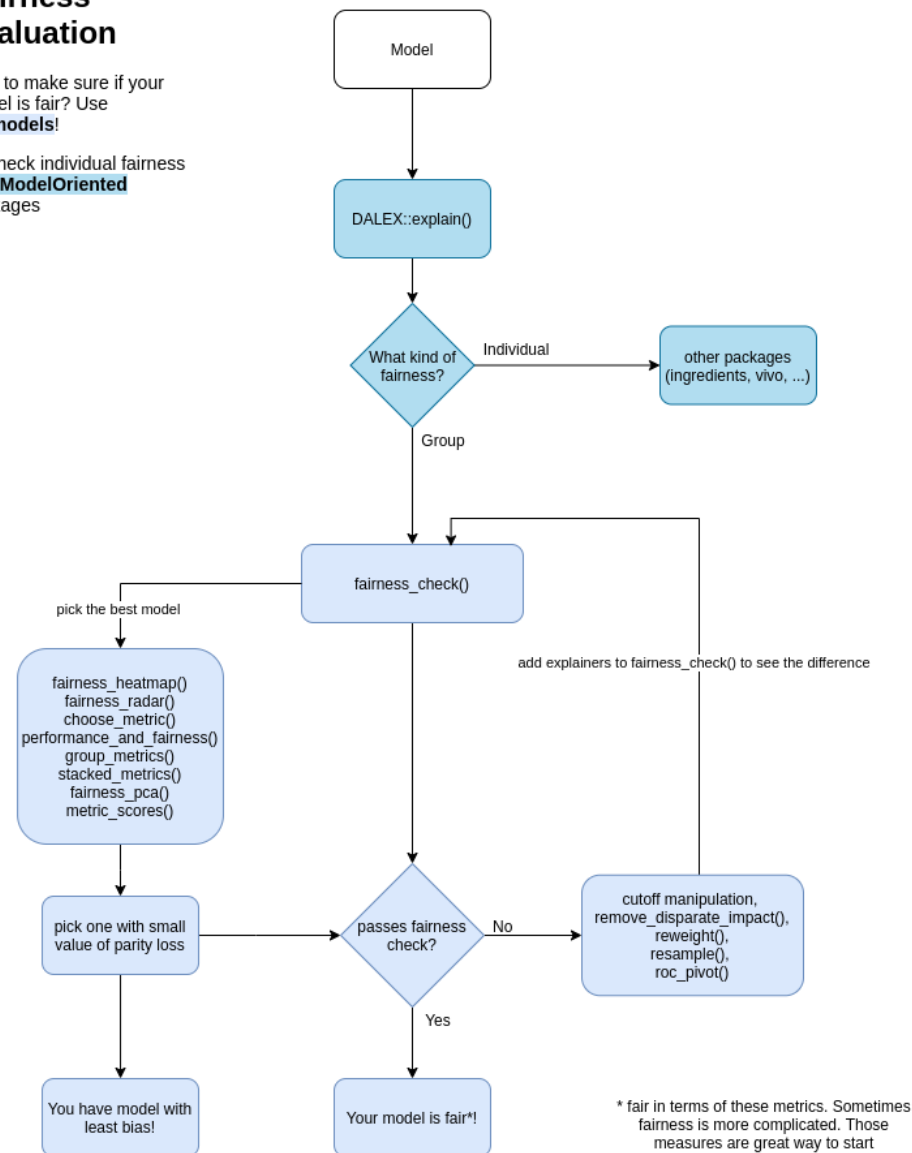 aluation
to make sure if your
el is fair? Use
models!
heck individual fairness
ModelOriented
ages
Model
DALEX::explain()
What kind of
fairness?
Individual
other packages
(ingredients, vivo, ...)
Group
fairness_check()
pick the best model
add explainers to fairness_check() to see the difference
fairness_heatmap()
fairness_radar()
choose_metric()
performance_and_fairness()
group_metrics()
stacked_metrics()
fairness_pca()
metric_scores()
pick one with small
value of parity loss
passes fairness
check?
No
cutoff manipulation,
remove_disparate_impact(),
reweight(),
resample(),
roc_pivot()
Yes
You have model with
least bias!
Your model is fair*!
* fair in terms of these metrics. Sometimes
fairness is more complicated. Those
measures are great way to start